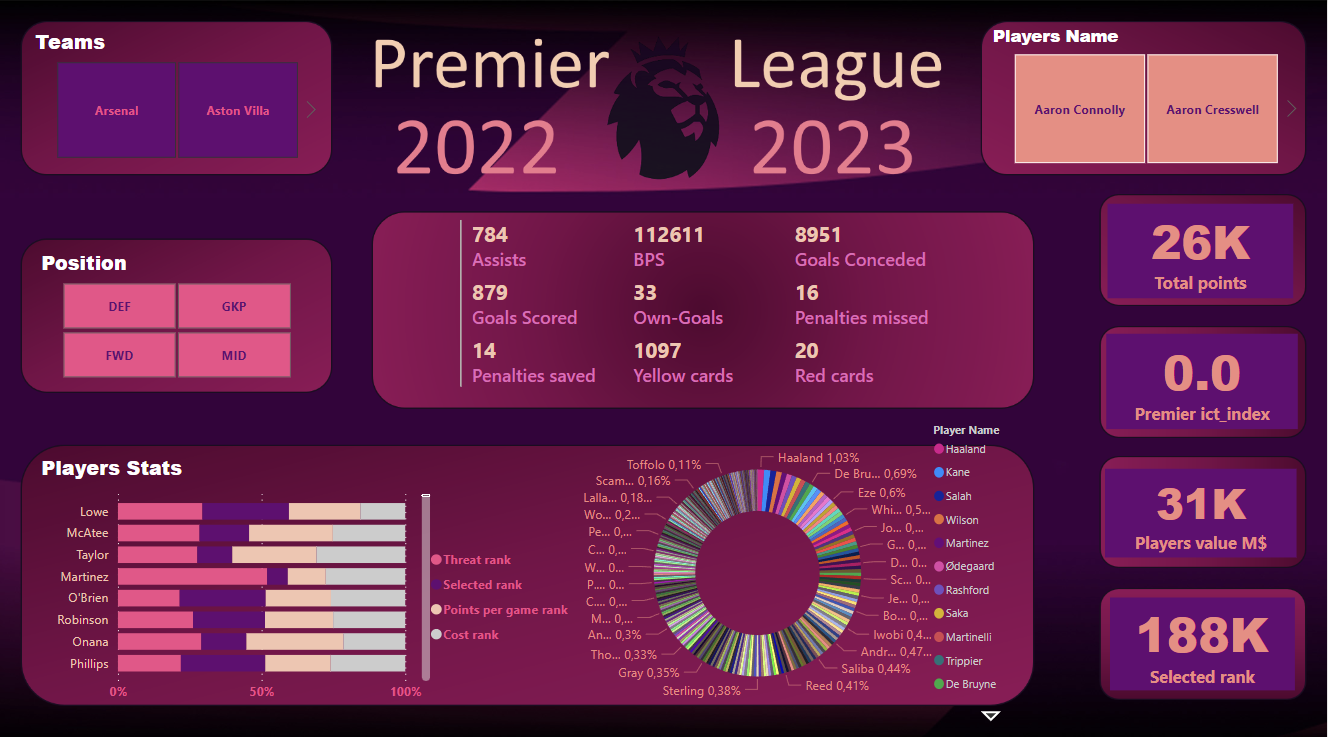 Teams
Arsenal
Aston Villa
Premier League
2022 2023
Players Name
Aaron Connolly
Aaron Cresswell
Position
DEF
GKP
FWD
MID
784
Assists
112611
BPS
8951
Goals Conceded
879
Goals Scored
33
Own-Goals
16
Penalties missed
14
Penalties saved
1097
Yellow cards
20
Red cards
26K
Total points
0.0
Premier ict_index
31K
Players value M$
188K
Selected rank
Players Stats
Lowe
McAtee
Taylor
Martinez
O'Brien
Robinson
Onana
Phillips
0%
50%
100%
Threat rank
Selected rank
Points per game rank
Cost rank
Haaland 1,03%
De Bru... 0,69%
Eze 0,6%
Whi... 0,5...
Jo... 0,...
G... 0,...
D... 0,...
Sc... 0...
Je... 0,...
Bo... 0,...
Iwobi 0,4...
Andr... 0,47...
Saliba 0,44%
Reed 0,41%
Sterling 0,38%
Gray 0,35%
Tho... 0,33%
An... 0,3%
M... 0,...
C.... 0,...
P.... 0...
W... 0...
C... 0,...
Pe... 0,...
Wo... 0,2...
Lalla... 0,18...
Scam... 0,16%
Toffolo 0,11%
Player Name
Haaland
Kane
Salah
Wilson
Martinez
Ødegaard
Rashford
Saka
Martinelli
Trippier
De Bruyne